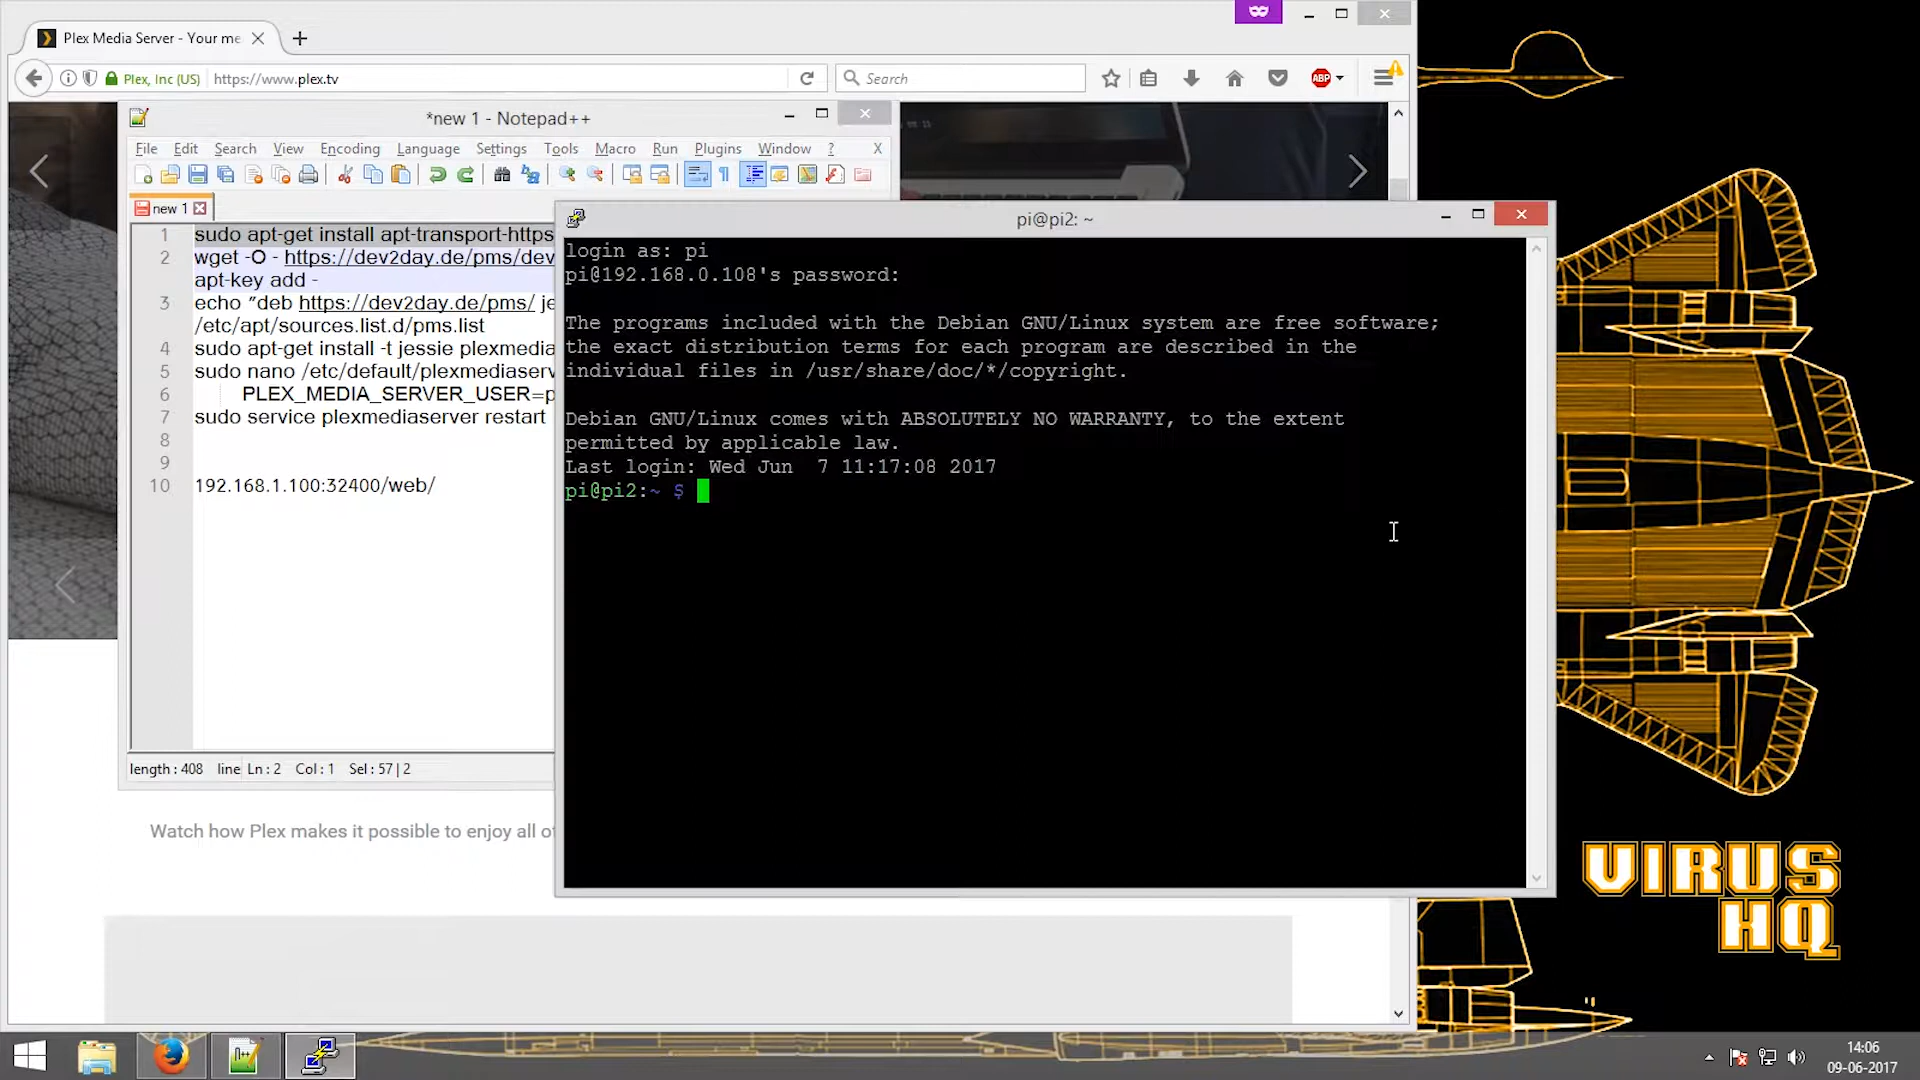 Plex Media Server - Your me
Plex, Inc (US)
https://www.plex.tv
Search
ABP
*new 1 - Notepad++
File Edit Search View Encoding Language Settings Tools Macro Run Plugins Window ? X
new 1
1 sudo apt-get install apt-transport-https
2 wget -O - https://dev2day.de/pms/dev
apt-key add -
3 echo "deb https://dev2day.de/pms/ je
/etc/apt/sources.list.d/pms.list
4 sudo apt-get install -t jessie plexmedia
5 sudo nano /etc/default/plexmediaserv
6 PLEX_MEDIA_SERVER_USER=p
7 sudo service plexmediaserver restart
8
9
10 192.168.1.100:32400/web/
length : 408 line Ln : 2 Col : 1 Sel : 57 | 2
pi@pi2: ~
login as: pi
pi@192.168.0.108's password:
The programs included with the Debian GNU/Linux system are free software;
the exact distribution terms for each program are described in the
individual files in /usr/share/doc/*/copyright.
Debian GNU/Linux comes with ABSOLUTELY NO WARRANTY, to the extent
permitted by applicable law.
Last login: Wed Jun  7 11:17:08 2017
pi@pi2:~ $
Watch how Plex makes it possible to enjoy all of
VIRUS
HQ
14:06
09-06-2017